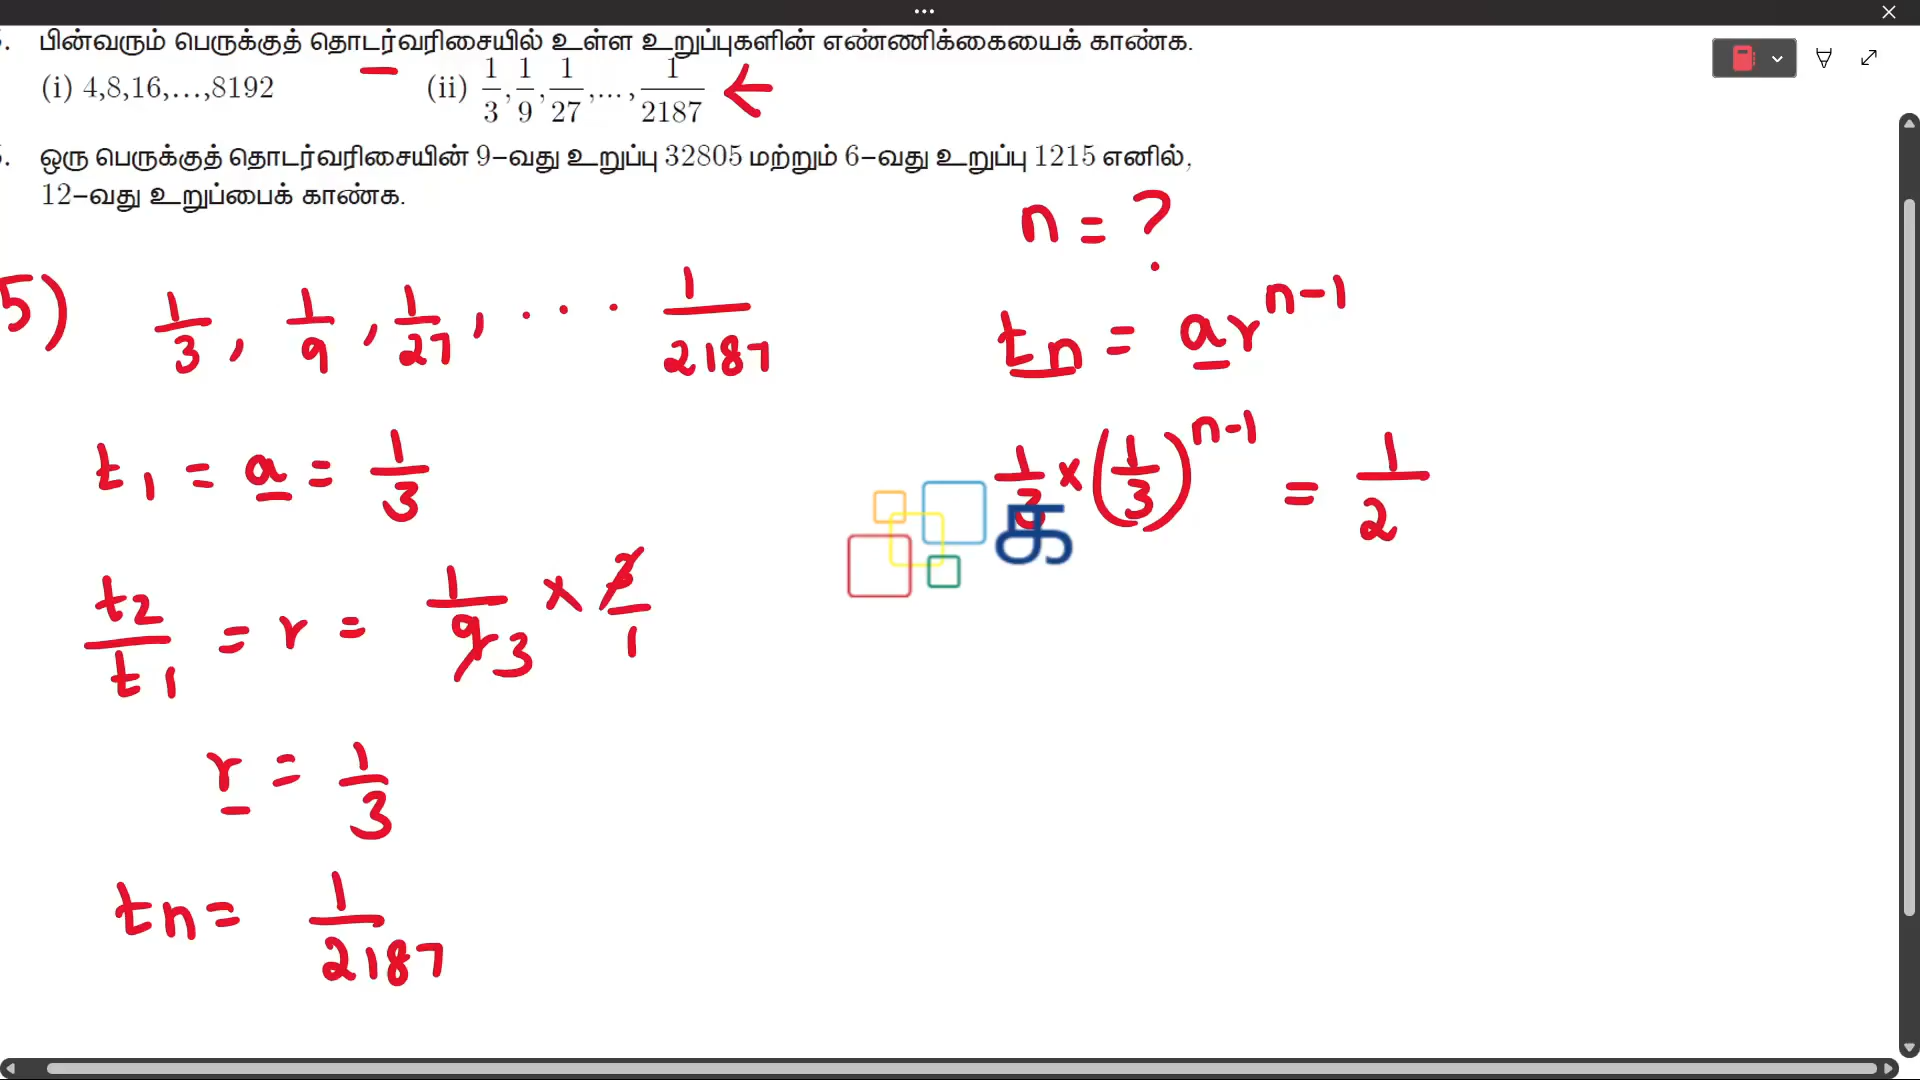 . பின்வரும் பெருக்குத் தொடர்வரிசையில் உள்ள உறுப்புகளின் எண்ணிக்கையைக் காண்க.
(i) 4,8,16,…,8192 (ii) 1/3, 1/9, 1/27, …, 1/2187
. ஒரு பெருக்குத் தொடர்வரிசையின் 9–வது உறுப்பு 32805 மற்றும் 6–வது உறுப்பு 1215 எனில்,
12–வது உறுப்பைக் காண்க.
5) 1/3, 1/9, 1/27, ... 1/2187
t₁ = a = 1/3
t₂/t₁ = r = 1/9 3 × 3/1
r = 1/3
tn = 1/2187
n = ?
tn = ar^(n-1)
1/3 × (1/3)^(n-1) = 1/2
க